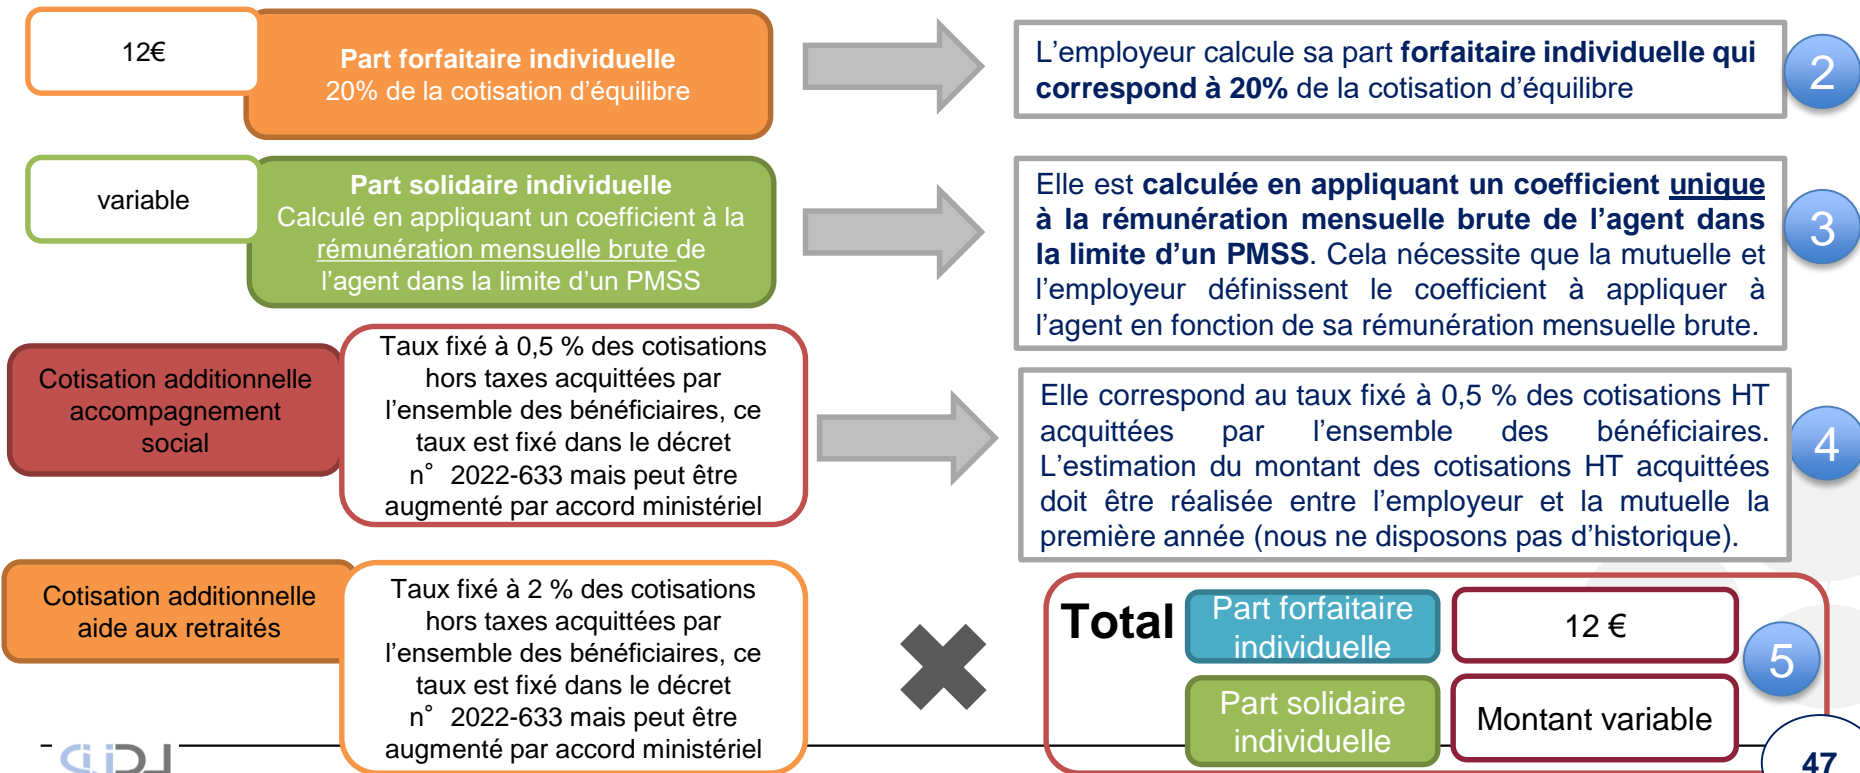 12€
Part forfaitaire individuelle
20% de la cotisation d’équilibre
L’employeur calcule sa part forfaitaire individuelle qui
correspond à 20% de la cotisation d’équilibre
2
variable
Part solidaire individuelle
Calculé en appliquant un coefficient à la
rémunération mensuelle brute de
l’agent dans la limite d’un PMSS
Elle est calculée en appliquant un coefficient unique
à la rémunération mensuelle brute de l’agent dans
la limite d’un PMSS. Cela nécessite que la mutuelle et
l’employeur définissent le coefficient à appliquer à
l’agent en fonction de sa rémunération mensuelle brute.
3
Cotisation additionnelle
accompagnement
social
Taux fixé à 0,5 % des cotisations
hors taxes acquittées par
l’ensemble des bénéficiaires, ce
taux est fixé dans le décret
n° 2022-633 mais peut être
augmenté par accord ministériel
Elle correspond au taux fixé à 0,5 % des cotisations HT
acquittées par l’ensemble des bénéficiaires.
L’estimation du montant des cotisations HT acquittées
doit être réalisée entre l’employeur et la mutuelle la
première année (nous ne disposons pas d’historique).
4
Cotisation additionnelle
aide aux retraités
Taux fixé à 2 % des cotisations
hors taxes acquittées par
l’ensemble des bénéficiaires, ce
taux est fixé dans le décret
n° 2022-633 mais peut être
augmenté par accord ministériel
Total
Part forfaitaire
individuelle
12 €
Part solidaire
individuelle
Montant variable
5
47